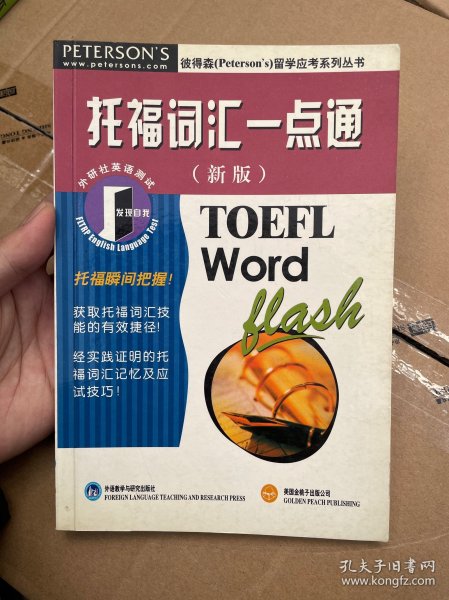 PETERSON'S
www.petersons.com
彼得森(Peterson's)留学应考系列丛书
托福词汇一点通
(新版)
外研社英语测试
发现自我
FLTRP English Language Test
TOEFL
Word
flash
托福瞬间把握!
获取托福词汇技
能的有效捷径!
经实践证明的托
福词汇记忆及应
试技巧!
外语教学与研究出版社
FOREIGN LANGUAGE TEACHING AND RESEARCH PRESS
美国金桃子出版公司
GOLDEN PEACH PUBLISHING
孔夫子旧书网
www.kongfz.com